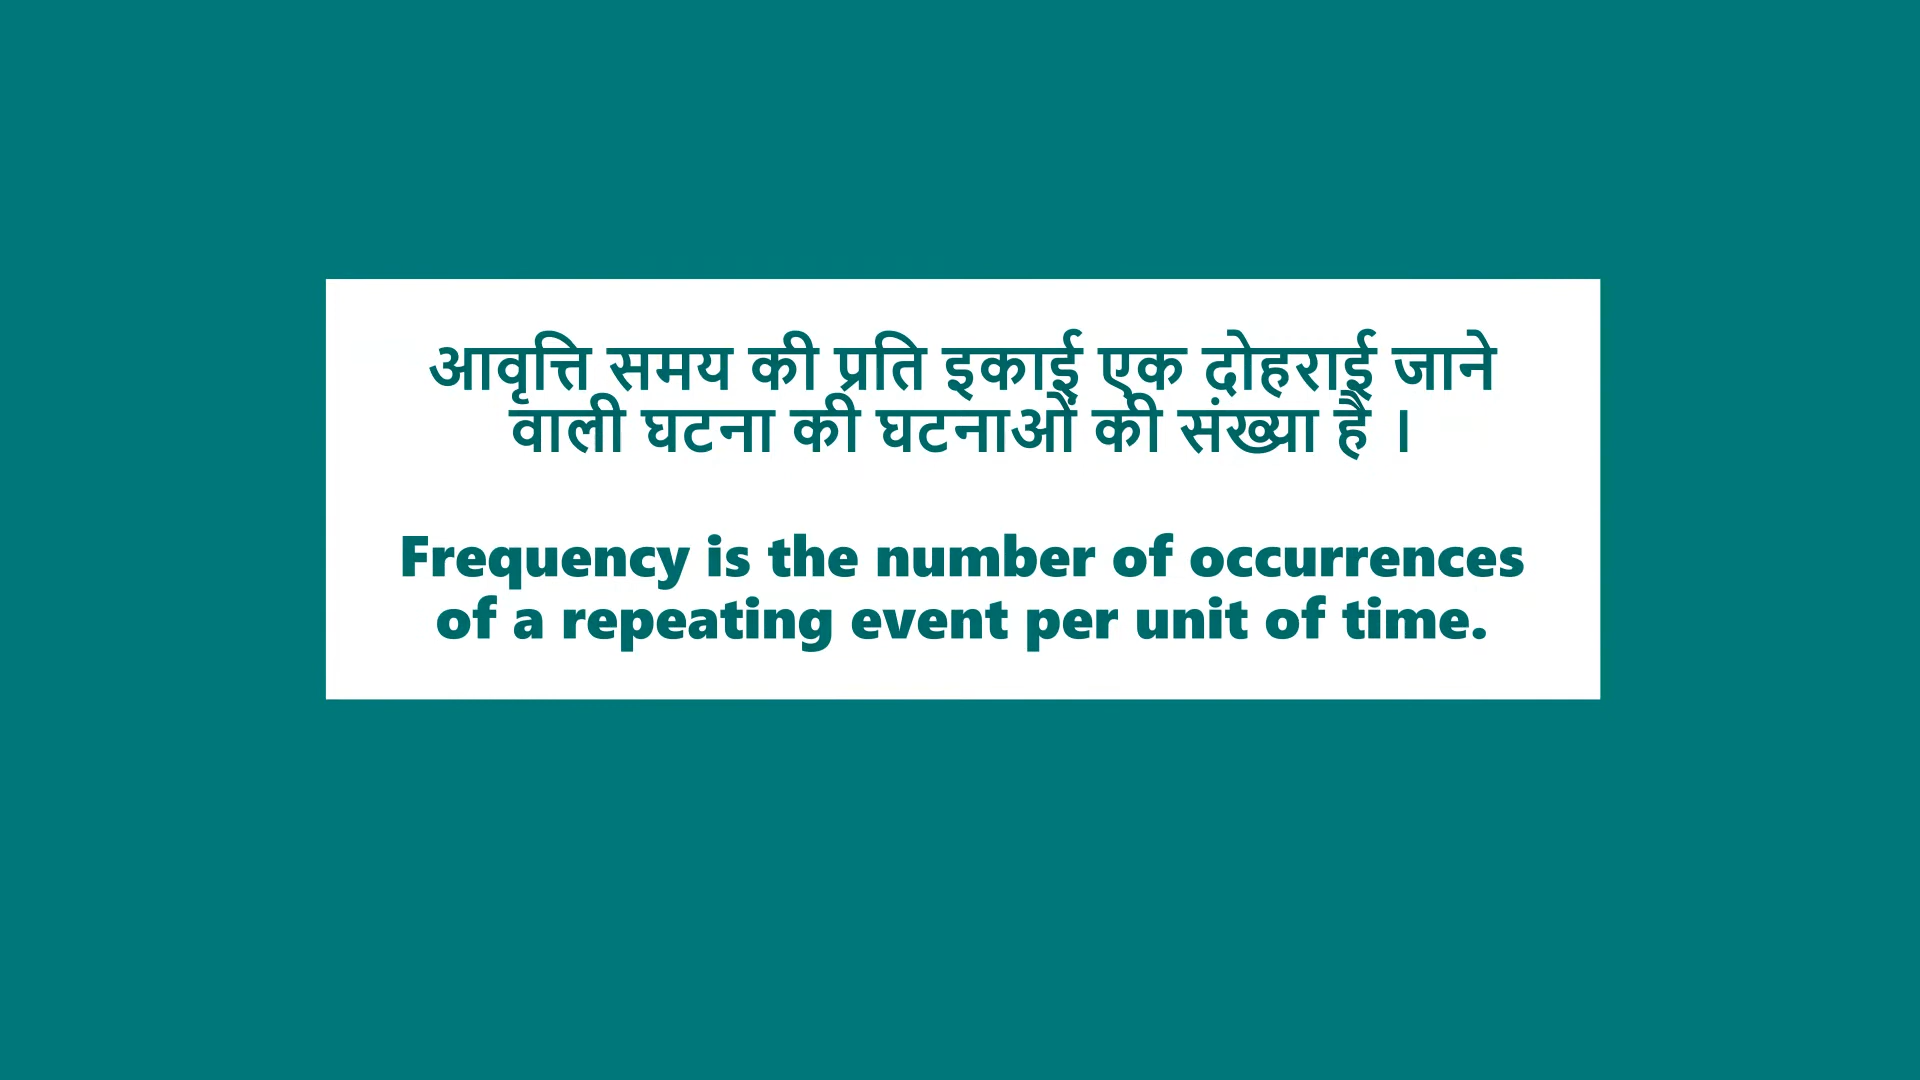 आवृत्ति समय की प्रति इकाई एक दोहराई जाने
वाली घटना की घटनाओं की संख्या है ।
Frequency is the number of occurrences
of a repeating event per unit of time.